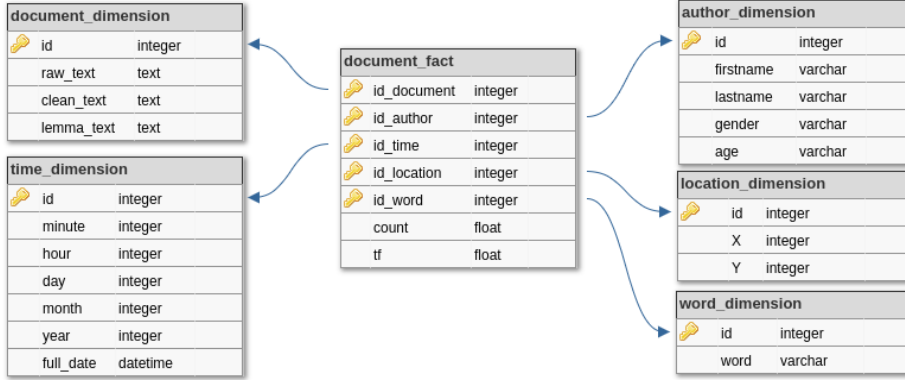 document_dimension
id integer
raw_text text
clean_text text
lemma_text text
time_dimension
id integer
minute integer
hour integer
day integer
month integer
year integer
full_date datetime
document_fact
id_document integer
id_author integer
id_time integer
id_location integer
id_word integer
count float
tf float
author_dimension
id integer
firstname varchar
lastname varchar
gender varchar
age varchar
location_dimension
id integer
X integer
Y integer
word_dimension
id integer
word varchar